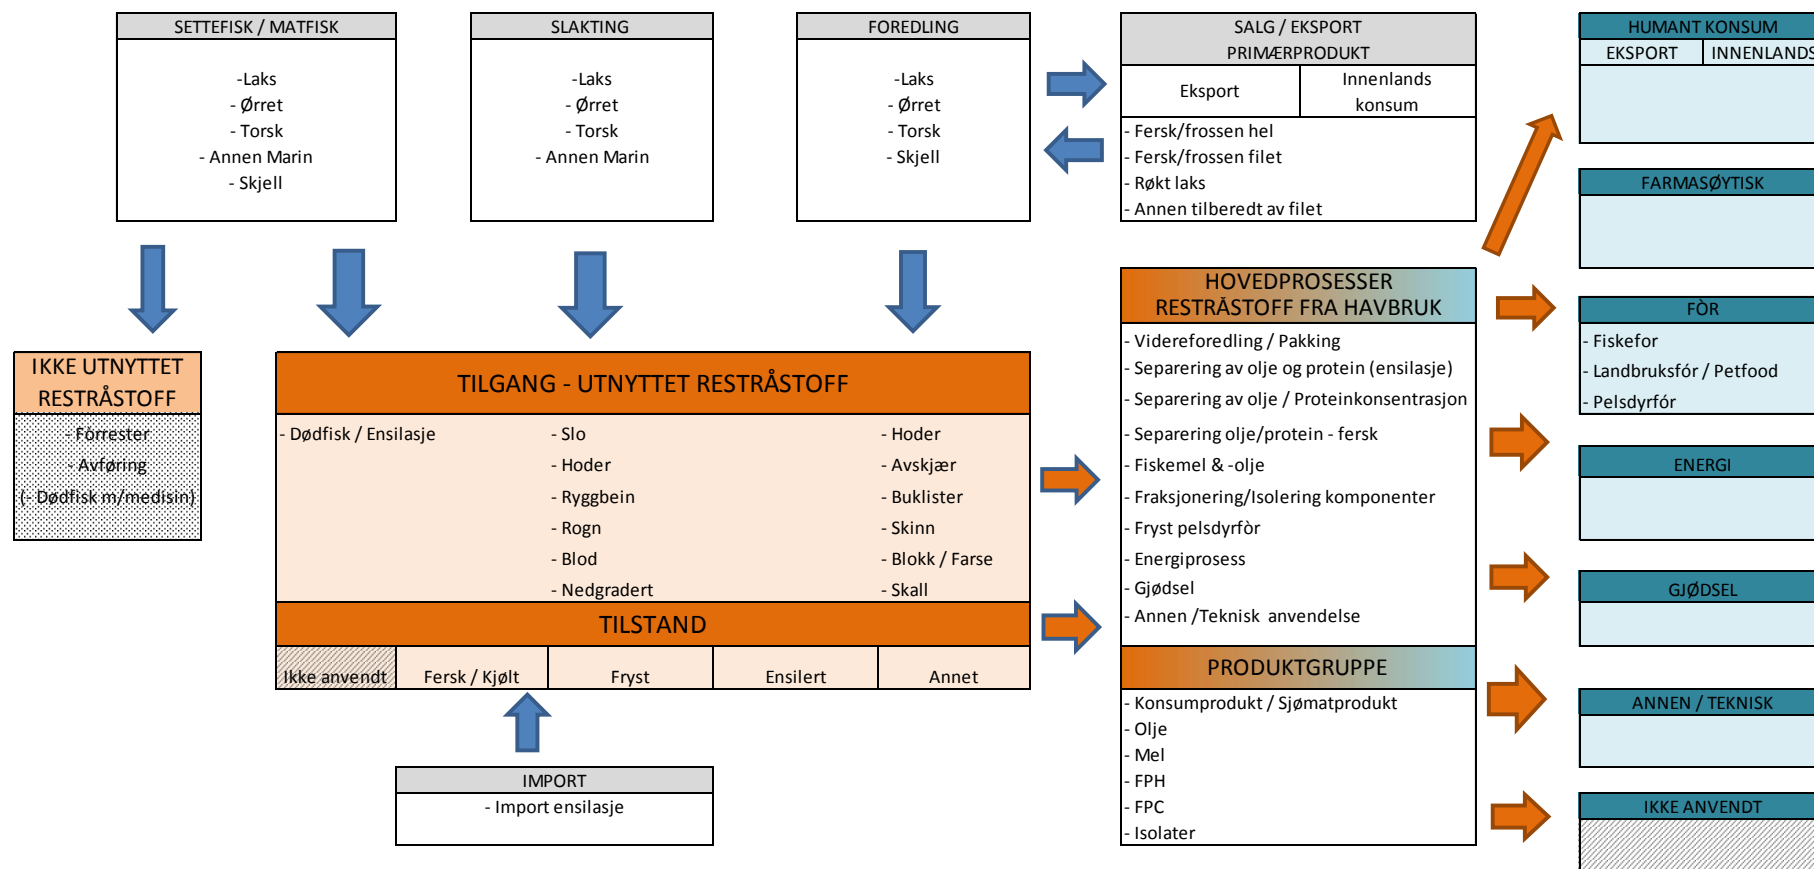 SETTEFISK / MATFISK
-Laks
- Ørret
- Torsk
- Annen Marin
- Skjell
SLAKTING
-Laks
- Ørret
- Torsk
- Annen Marin
FOREDLING
-Laks
- Ørret
- Torsk
- Skjell
SALG / EKSPORT
PRIMÆRPRODUKT
Eksport
Innenlands
konsum
- Fersk/frossen hel
- Fersk/frossen filet
- Røkt laks
- Annen tilberedt av filet
IKKE UTNYTTET
RESTRÅSTOFF
- Fòrrester
- Avføring
(- Dødfisk m/medisin)
TILGANG - UTNYTTET RESTRÅSTOFF
- Dødfisk / Ensilasje
- Slo
- Hoder
- Ryggbein
- Rogn
- Blod
- Nedgradert
- Hoder
- Avskjær
- Buklister
- Skinn
- Blokk / Farse
- Skall
TILSTAND
Ikke anvendt
Fersk / Kjølt
Fryst
Ensilert
Annet
IMPORT
- Import ensilasje
HOVEDPROSESSER
RESTRÅSTOFF FRA HAVBRUK
- Videreforedling / Pakking
- Separering av olje og protein (ensilasje)
- Separering av olje / Proteinkonsentrasjon
- Separering olje/protein - fersk
- Fiskemel & -olje
- Fraksjonering/Isolering komponenter
- Fryst pelsdyrfòr
- Energiprosess
- Gjødsel
- Annen /Teknisk anvendelse
PRODUKTGRUPPE
- Konsumprodukt / Sjømatprodukt
- Olje
- Mel
- FPH
- FPC
- Isolater
HUMANT KONSUM
EKSPORT
INNENLANDS
FARMASØYTISK
FÒR
- Fiskefor
- Landbruksfór / Petfood
- Pelsdyrfór
ENERGI
GJØDSEL
ANNEN / TEKNISK
IKKE ANVENDT